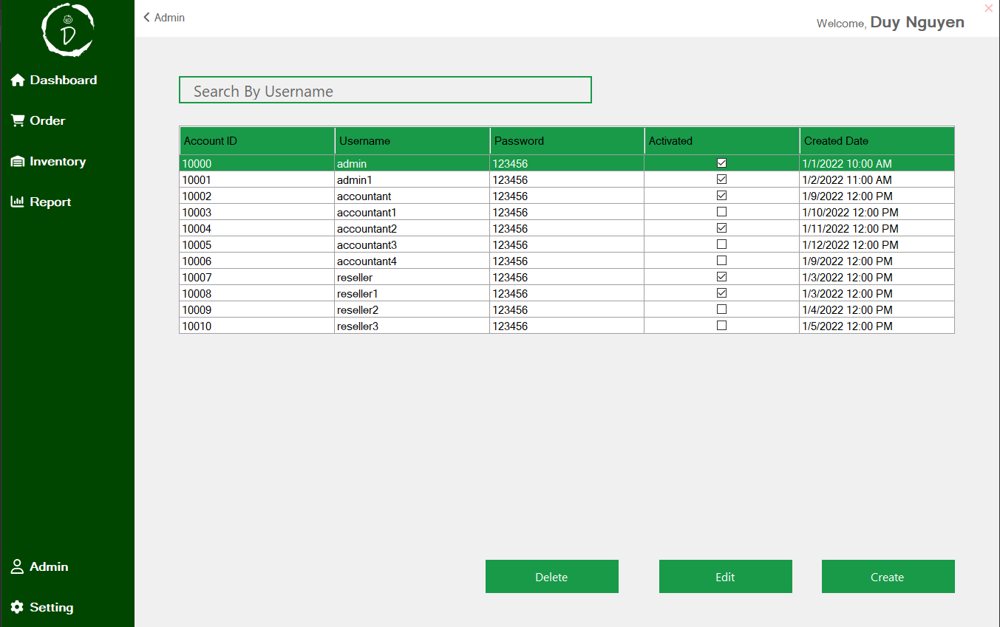 Admin
Welcome, Duy Nguyen
D
Dashboard
Order
Inventory
Report
Admin
Setting
Search By Username
Account ID Username Password Activated Created Date
10000 admin 123456 1/1/2022 10:00 AM
10001 admin1 123456 1/2/2022 11:00 AM
10002 accountant 123456 1/9/2022 12:00 PM
10003 accountant1 123456 1/10/2022 12:00 PM
10004 accountant2 123456 1/11/2022 12:00 PM
10005 accountant3 123456 1/12/2022 12:00 PM
10006 accountant4 123456 1/9/2022 12:00 PM
10007 reseller 123456 1/3/2022 12:00 PM
10008 reseller1 123456 1/3/2022 12:00 PM
10009 reseller2 123456 1/4/2022 12:00 PM
10010 reseller3 123456 1/5/2022 12:00 PM
Delete Edit Create